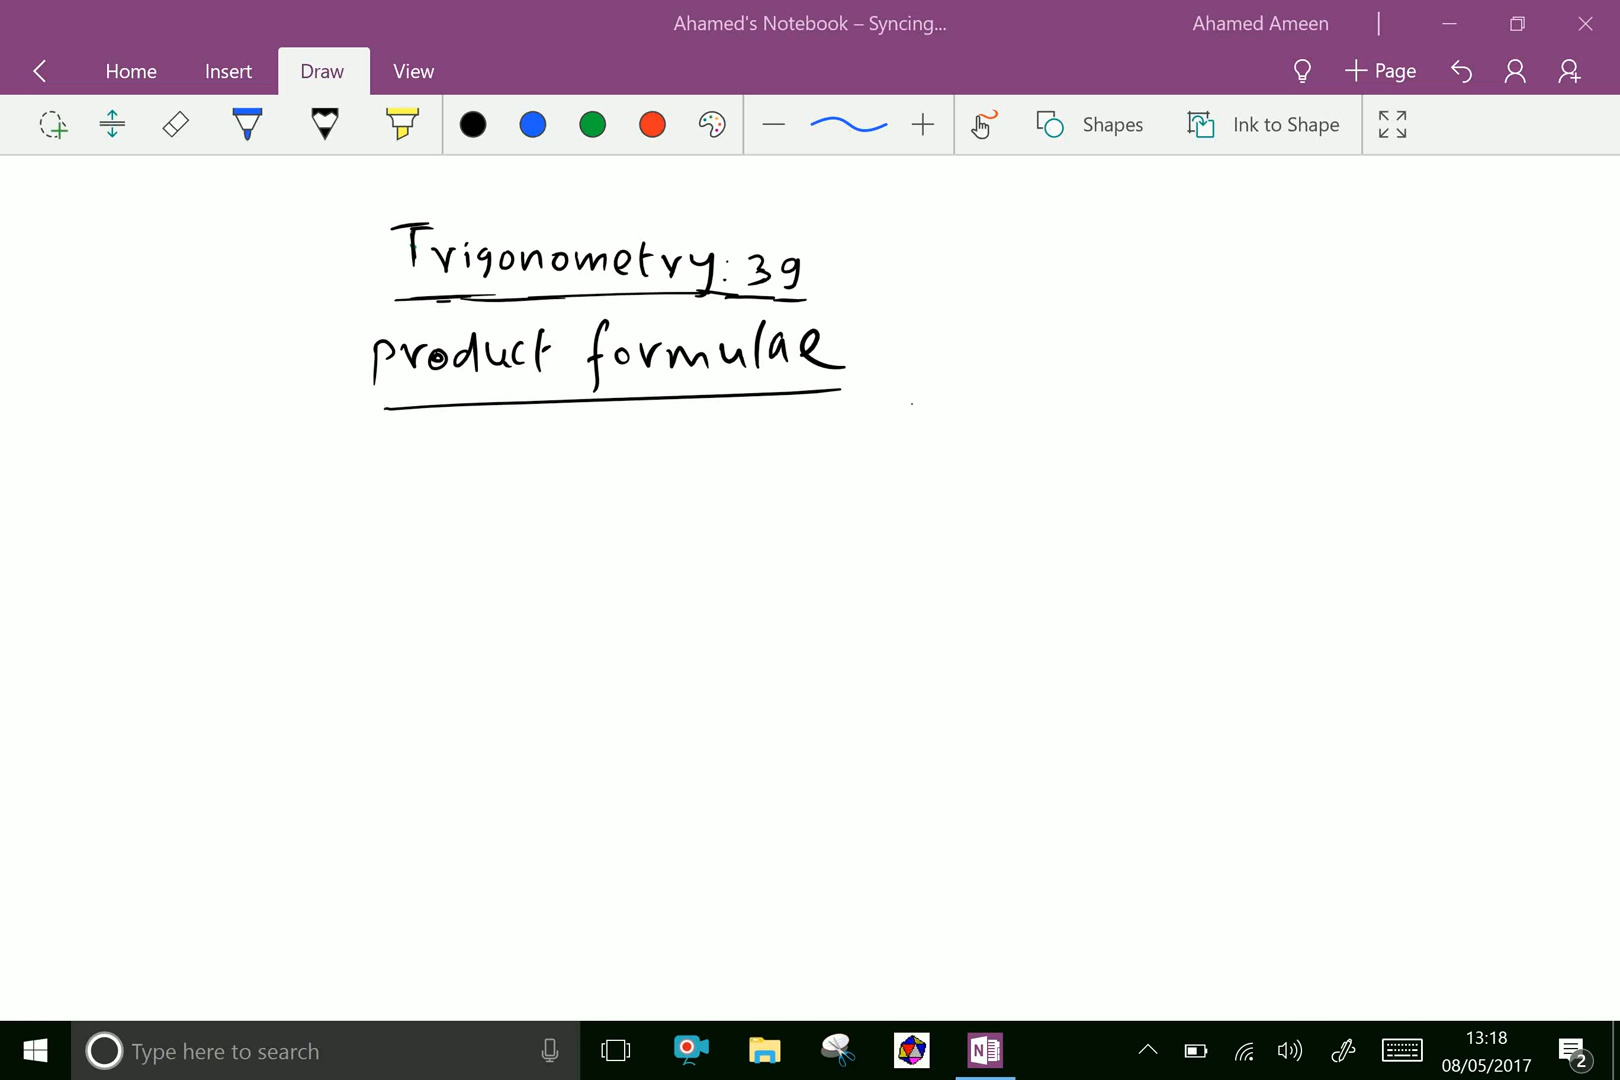 Ahamed's Notebook – Syncing...
Ahamed Ameen
Home Insert Draw View
Page
Shapes
Ink to Shape
Trigonometry: 39
product formulae
Type here to search
N
13:18
08/05/2017
2